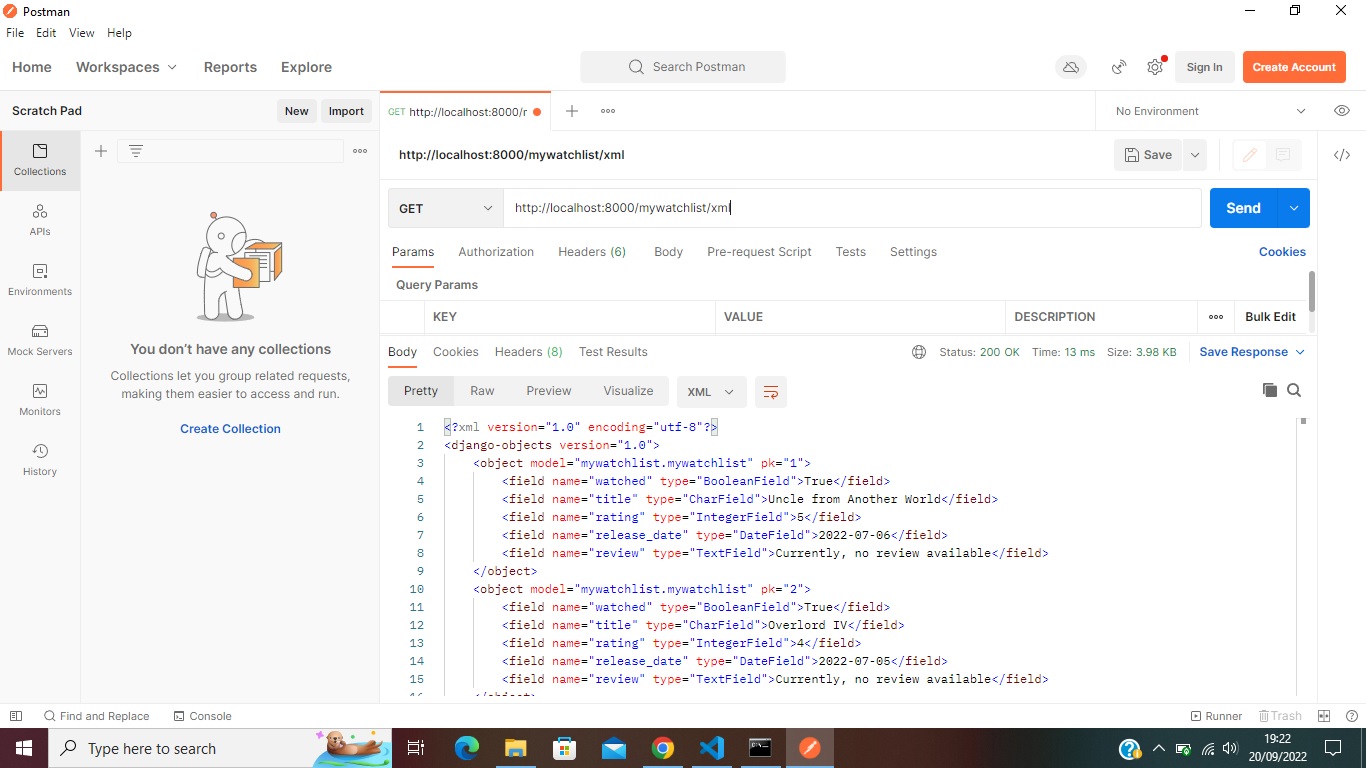 Postman
File Edit View Help
Home Workspaces Reports Explore Search Postman Sign In Create Account
Scratch Pad New Import GET http://localhost:8000/r No Environment
Collections
APIs
Environments
Mock Servers
Monitors
History
You don't have any collections
Collections let you group related requests,
making them easier to access and run.
Create Collection
http://localhost:8000/mywatchlist/xml Save
GET http://localhost:8000/mywatchlist/xml Send
Params Authorization Headers (6) Body Pre-request Script Tests Settings Cookies
Query Params
KEY VALUE DESCRIPTION Bulk Edit
Body Cookies Headers (8) Test Results Status: 200 OK Time: 13 ms Size: 3.98 KB Save Response
Pretty Raw Preview Visualize XML
1 <?xml version="1.0" encoding="utf-8"?>
2 <django-objects version="1.0">
3 <object model="mywatchlist.mywatchlist" pk="1">
4 <field name="watched" type="BooleanField">True</field>
5 <field name="title" type="CharField">Uncle from Another World</field>
6 <field name="rating" type="IntegerField">5</field>
7 <field name="release_date" type="DateField">2022-07-06</field>
8 <field name="review" type="TextField">Currently, no review available</field>
9 </object>
10 <object model="mywatchlist.mywatchlist" pk="2">
11 <field name="watched" type="BooleanField">True</field>
12 <field name="title" type="CharField">Overlord IV</field>
13 <field name="rating" type="IntegerField">4</field>
14 <field name="release_date" type="DateField">2022-07-05</field>
15 <field name="review" type="TextField">Currently, no review available</field>
16 </object>
Find and Replace Console Runner Trash
Type here to search
19:22
20/09/2022